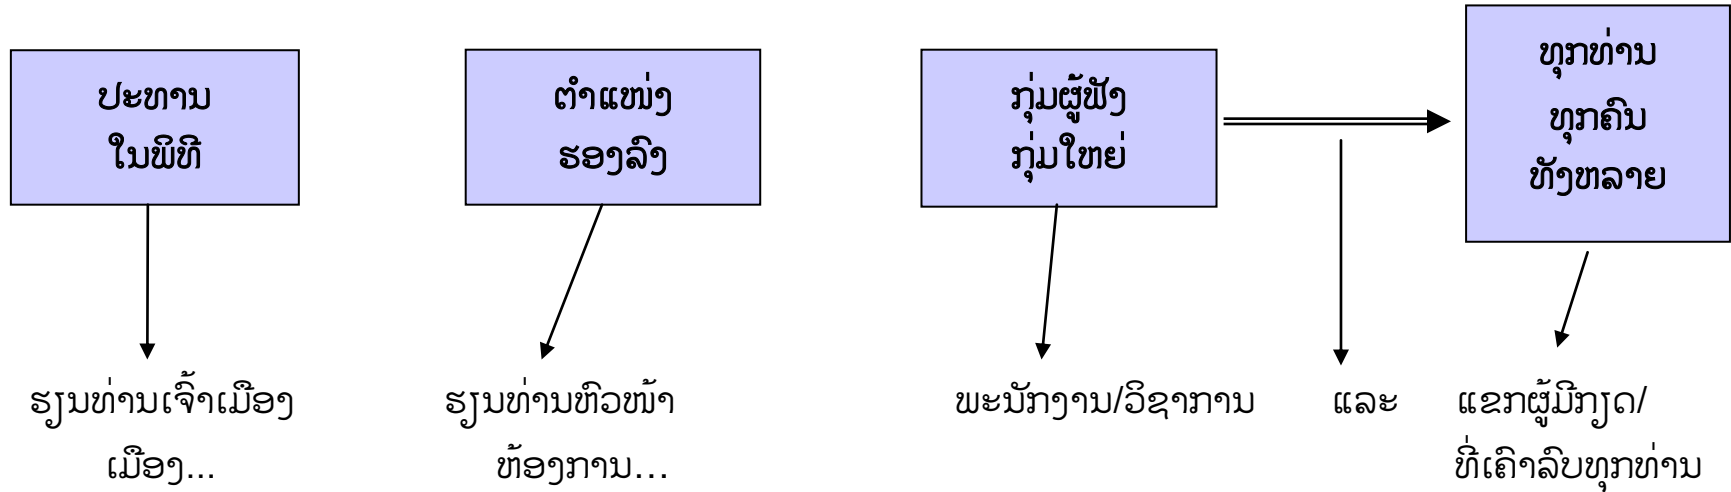 ປະທານ
ໃນພິທີ
ຕໍາແໜ່ງ
ຮອງລົງ
ກຸ່ມຜູ້ຟັງ
ກຸ່ມໃຫຍ່
ທຸກທ່ານ
ທຸກຄົນ
ທັງຫລາຍ
ຮຽນທ່ານເຈົ້າເມືອງ
ເມືອງ...
ຮຽນທ່ານຫົວໜ້າ
ຫ້ອງການ...
ພະນັກງານ/ວິຊາການ
ແລະ
ແຂກຜູ້ມີກຽດ/
ທີ່ເຄົາລົບທຸກທ່ານ